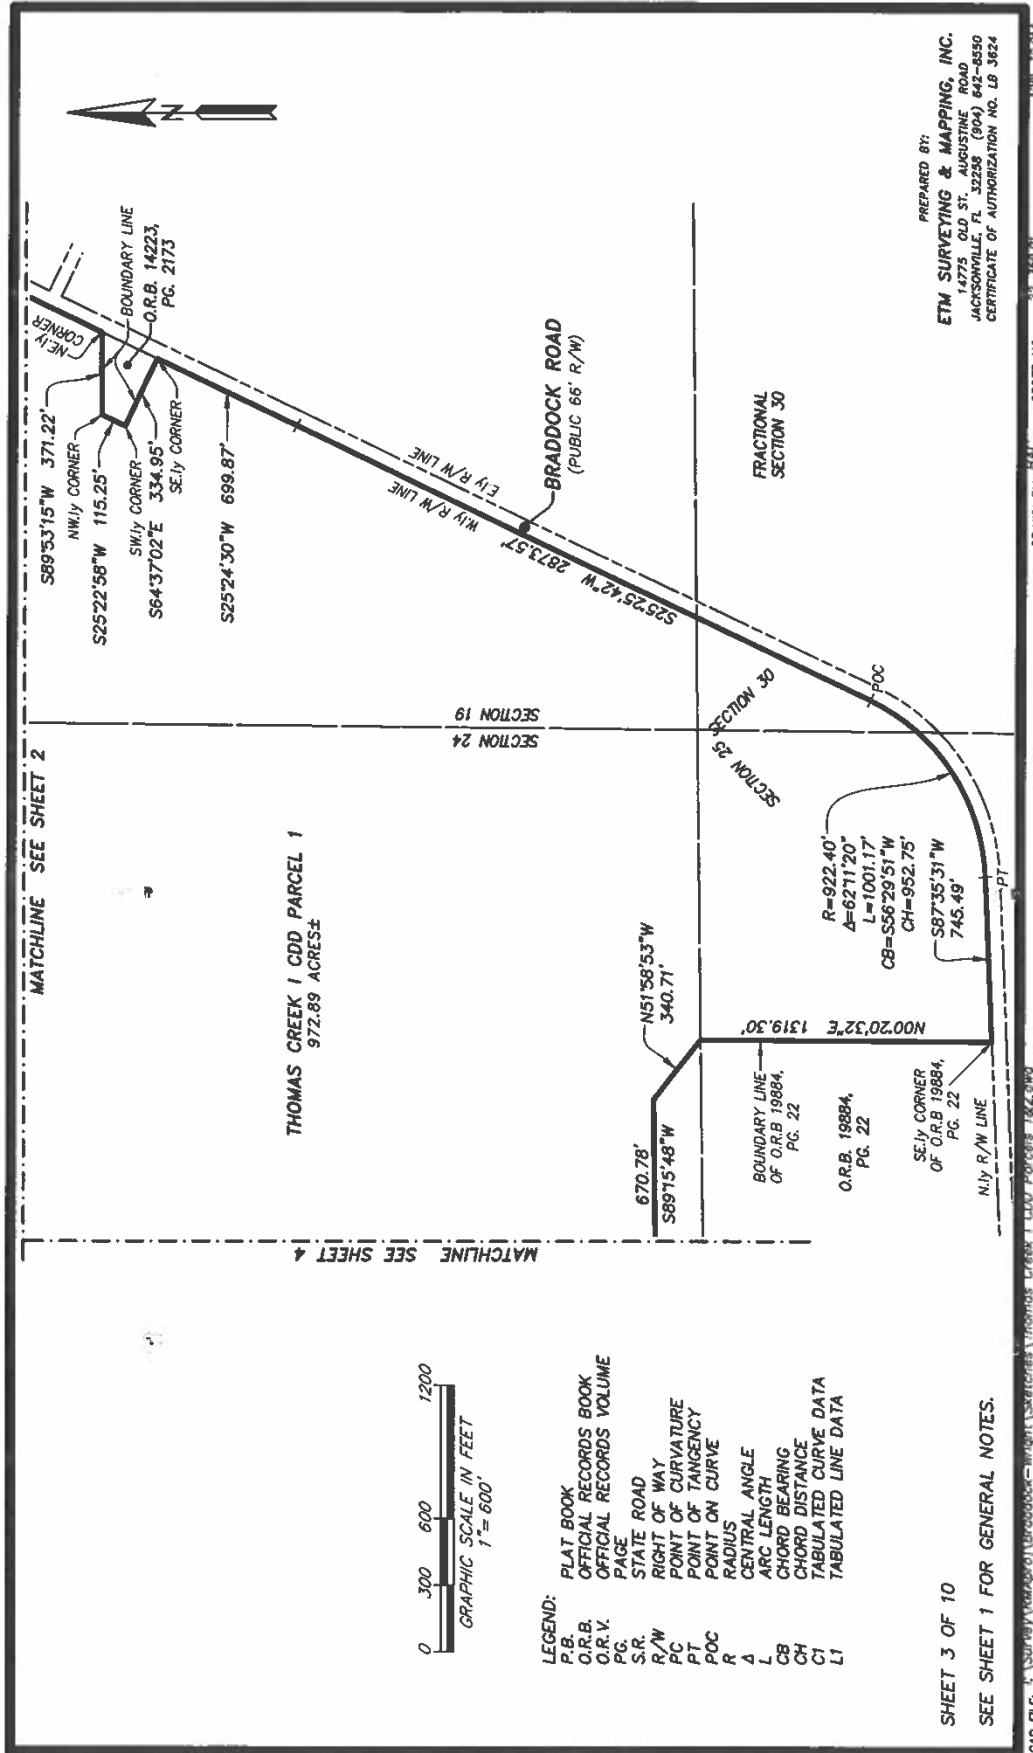 MATCHLINE SEE SHEET 2
S89°53'15"W 371.22'
NW.ly CORNER
S25°22'58"W 115.25'
SW.ly CORNER
S64°37'02"E 334.95'
SE.ly CORNER
S25°24'30"W 699.87'
NE.ly
CORNER
BOUNDARY LINE
O.R.B. 14223,
PG. 2173
N
W.ly R/W LINE
E.ly R/W LINE
S25°25'42"W 2873.57'
BRADDOCK ROAD
(PUBLIC 66' R/W)
FRACTIONAL
SECTION 30
SECTION 19
SECTION 24
SECTION 30
SECTION 25
THOMAS CREEK I CDD PARCEL 1
972.89 ACRES±
POC
R=922.40'
Δ=62°11'20"
L=1001.17'
CB=S56°29'51"W
CH=952.75'
S87°35'31"W
745.49'
PT
N51°58'53"W
340.71'
N00°20'32"E 1319.30'
670.78'
S89°15'48"W
BOUNDARY LINE
OF O.R.B 19884,
PG. 22
O.R.B. 19884,
PG. 22
SE.ly CORNER
OF O.R.B 19884,
PG. 22
N.ly R/W LINE
MATCHLINE SEE SHEET 4
0 300 600 1200
GRAPHIC SCALE IN FEET
1"= 600'
LEGEND:
P.B. PLAT BOOK
O.R.B. OFFICIAL RECORDS BOOK
O.R.V. OFFICIAL RECORDS VOLUME
PG. PAGE
S.R. STATE ROAD
R/W RIGHT OF WAY
PC POINT OF CURVATURE
PT POINT OF TANGENCY
POC POINT ON CURVE
R RADIUS
Δ CENTRAL ANGLE
L ARC LENGTH
CB CHORD BEARING
CH CHORD DISTANCE
C1 TABULATED CURVE DATA
L1 TABULATED LINE DATA
SHEET 3 OF 10
SEE SHEET 1 FOR GENERAL NOTES.
PREPARED BY:
ETM SURVEYING & MAPPING, INC.
14775 OLD ST. AUGUSTINE ROAD
JACKSONVILLE, FL 32258 (904) 642-8550
CERTIFICATE OF AUTHORIZATION NO. LB 3624